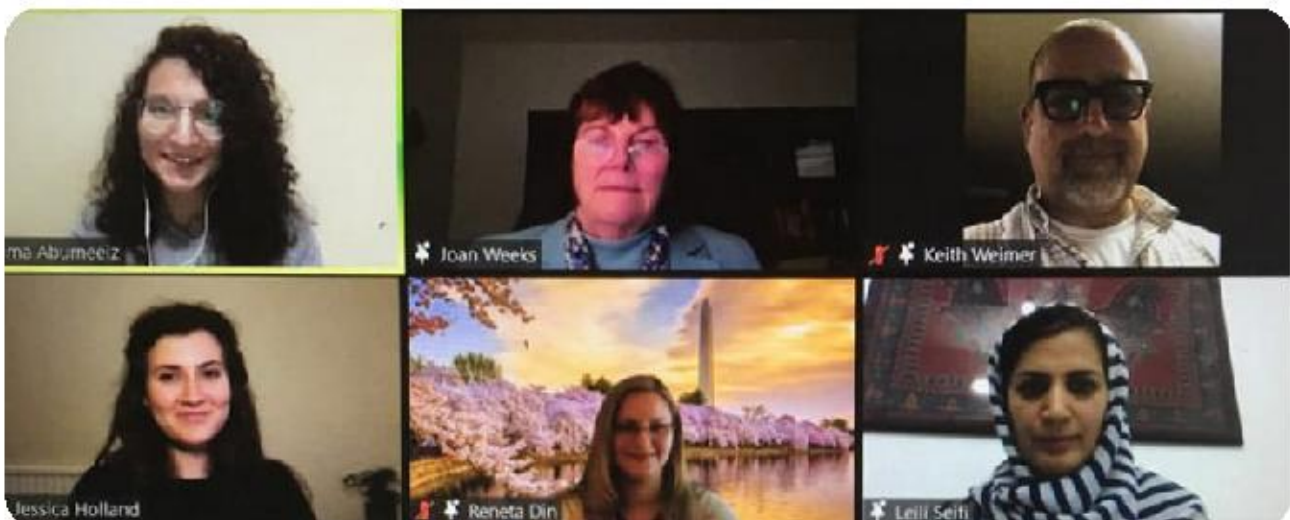 ma Abumeeiz
Joan Weeks
Keith Weimer
Jessica Holland
Reneta Din
Leili Seifi